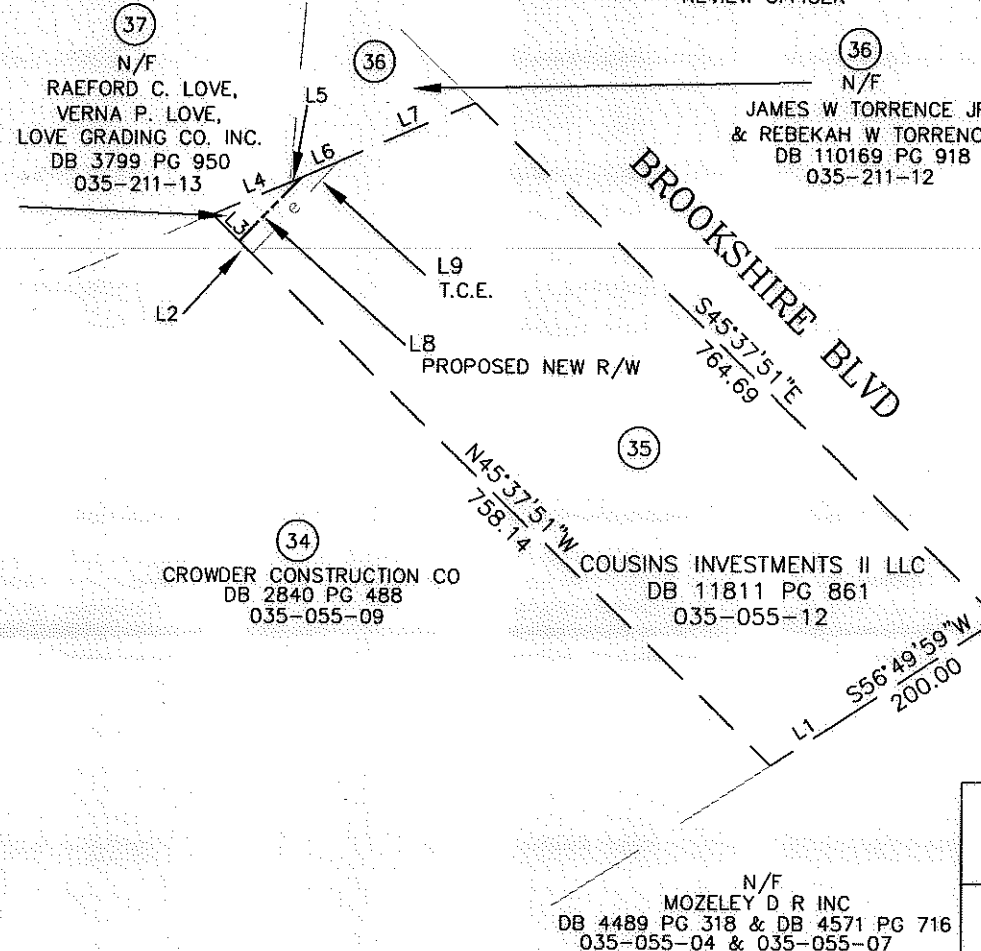 37
N/F
RAEFORD C. LOVE,
VERNA P. LOVE,
LOVE GRADING CO. INC.
DB 3799 PG 950
035-211-13
36
36
N/F
JAMES W TORRENCE JR
& REBEKAH W TORRENC
DB 110169 PG 918
035-211-12
L5
L7
L6
L4
L3
e
L2
L9
T.C.E.
L8
PROPOSED NEW R/W
BROOKSHIRE BLVD
S45°37'51"E
764.69
35
N45°37'51"W
758.14
34
CROWDER CONSTRUCTION CO
DB 2840 PG 488
035-055-09
COUSINS INVESTMENTS II LLC
DB 11811 PG 861
035-055-12
S56°49'59"W
200.00
L1
N/F
MOZELEY D R INC
DB 4489 PG 318 & DB 4571 PG 716
035-055-04 & 035-055-07